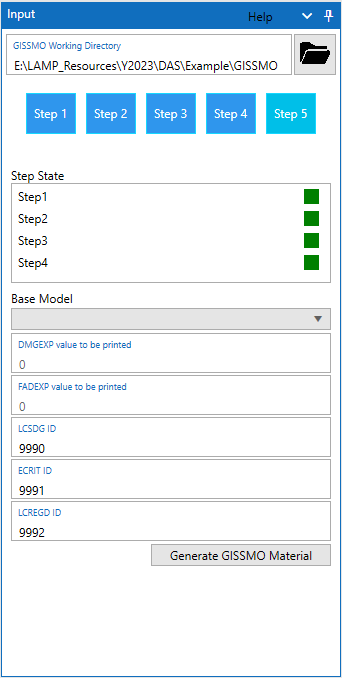 Input Help
GISSMO Working Directory
E:\LAMP_Resources\Y2023\DAS\Example\GISSMO
Step 1 Step 2 Step 3 Step 4 Step 5
Step State
Step1
Step2
Step3
Step4
Base Model
DMGEXP value to be printed
0
FADEXP value to be printed
0
LCSDG ID
9990
ECRIT ID
9991
LCREGD ID
9992
Generate GISSMO Material